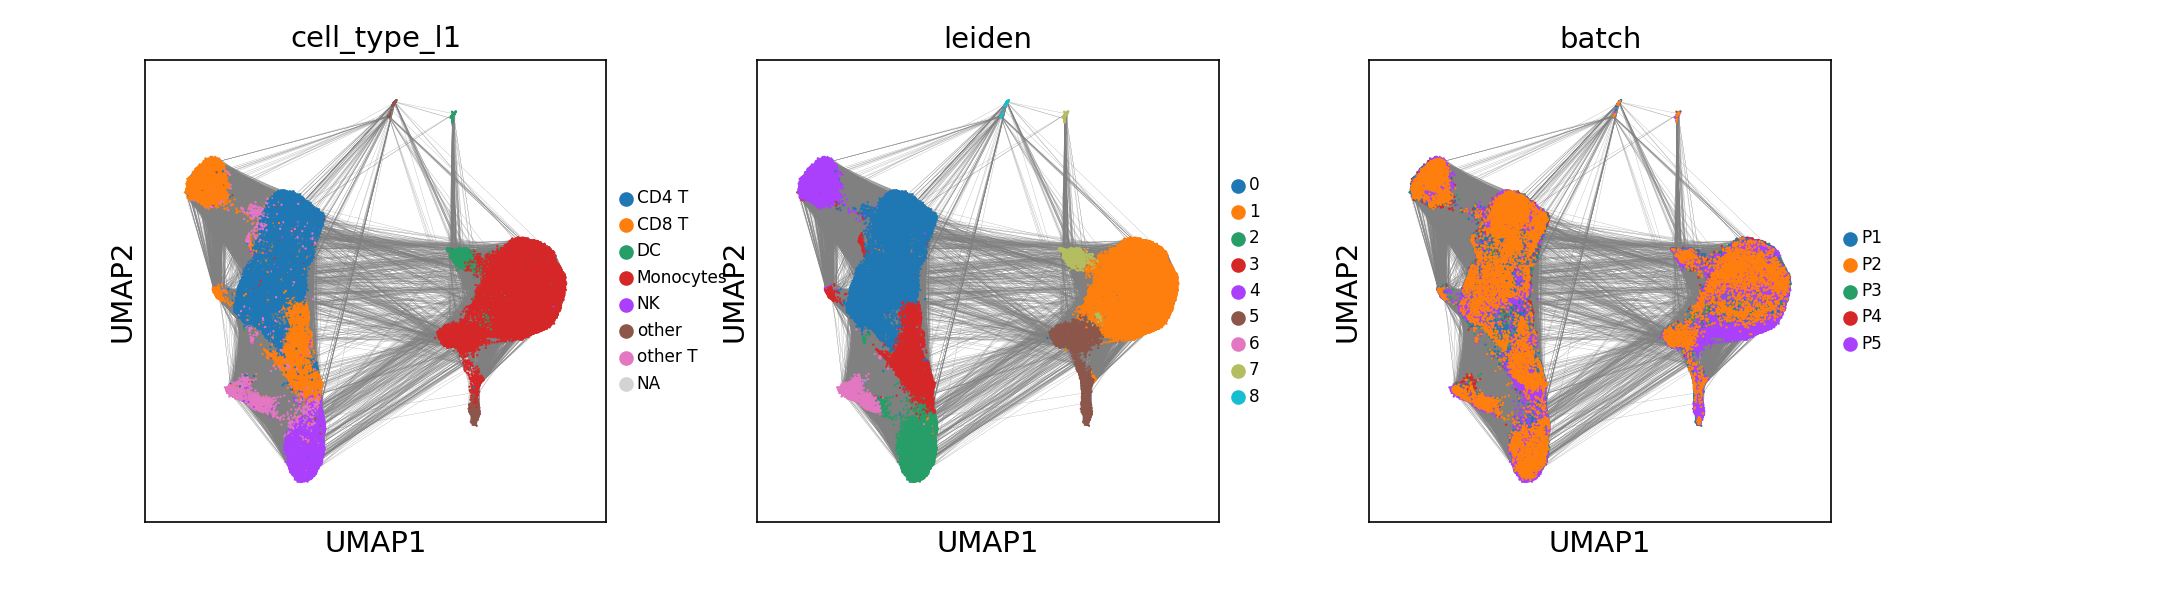 cell_type_l1
UMAP2
UMAP1
CD4 T
CD8 T
DC
Monocytes
NK
other
other T
NA
leiden
UMAP2
UMAP1
0
1
2
3
4
5
6
7
8
batch
UMAP2
UMAP1
P1
P2
P3
P4
P5